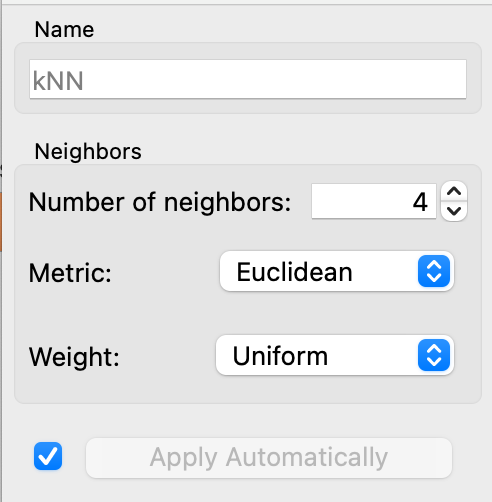 Name
kNN
Neighbors
Number of neighbors: 4
Metric: Euclidean
Weight: Uniform
Apply Automatically